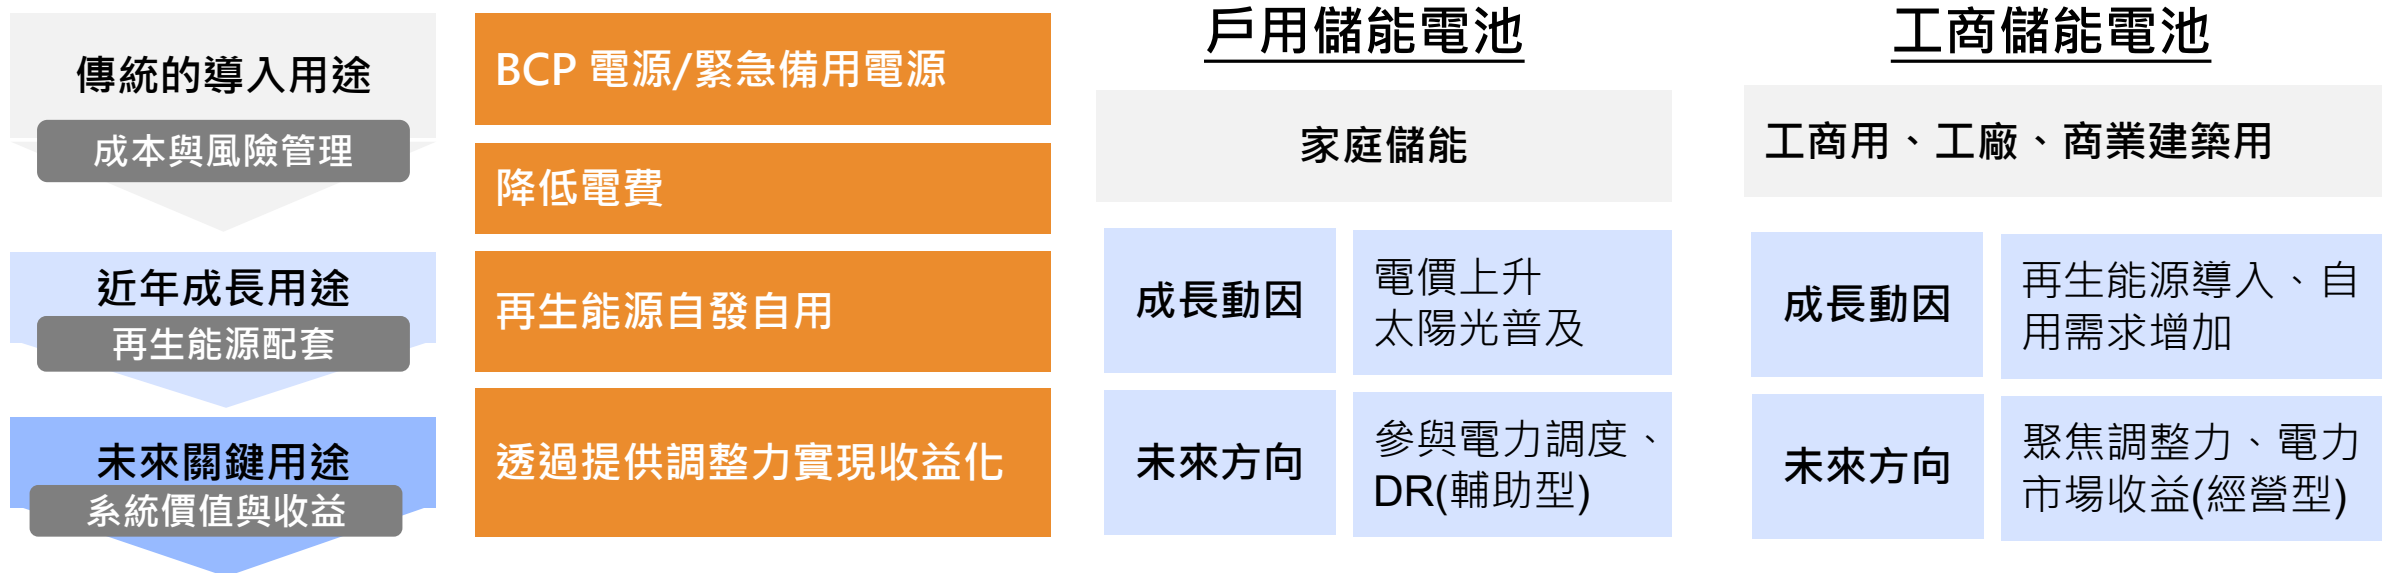 傳統的導入用途
成本與風險管理
近年成長用途
再生能源配套
未來關鍵用途
系統價值與收益
BCP 電源/緊急備用電源
降低電費
再生能源自發自用
透過提供調整力實現收益化
戶用儲能電池
家庭儲能
成長動因
電價上升
太陽光普及
未來方向
參與電力調度、
DR(輔助型)
工商儲能電池
工商用、工廠、商業建築用
成長動因
再生能源導入、自
用需求增加
未來方向
聚焦調整力、電力
市場收益(經營型)